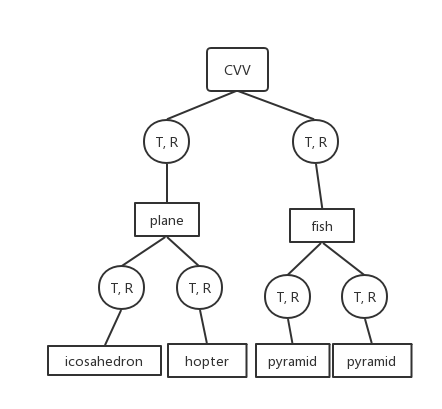 CVV
T, R
T, R
plane
fish
T, R
T, R
T, R
T, R
icosahedron
hopter
pyramid
pyramid